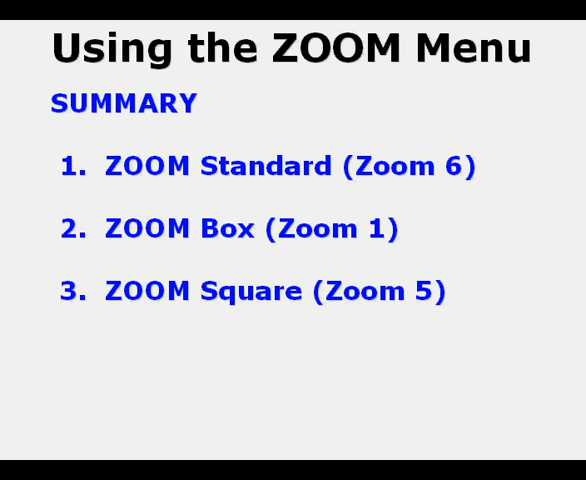 Using the ZOOM Menu
SUMMARY
1. ZOOM Standard (Zoom 6)
2. ZOOM Box (Zoom 1)
3. ZOOM Square (Zoom 5)